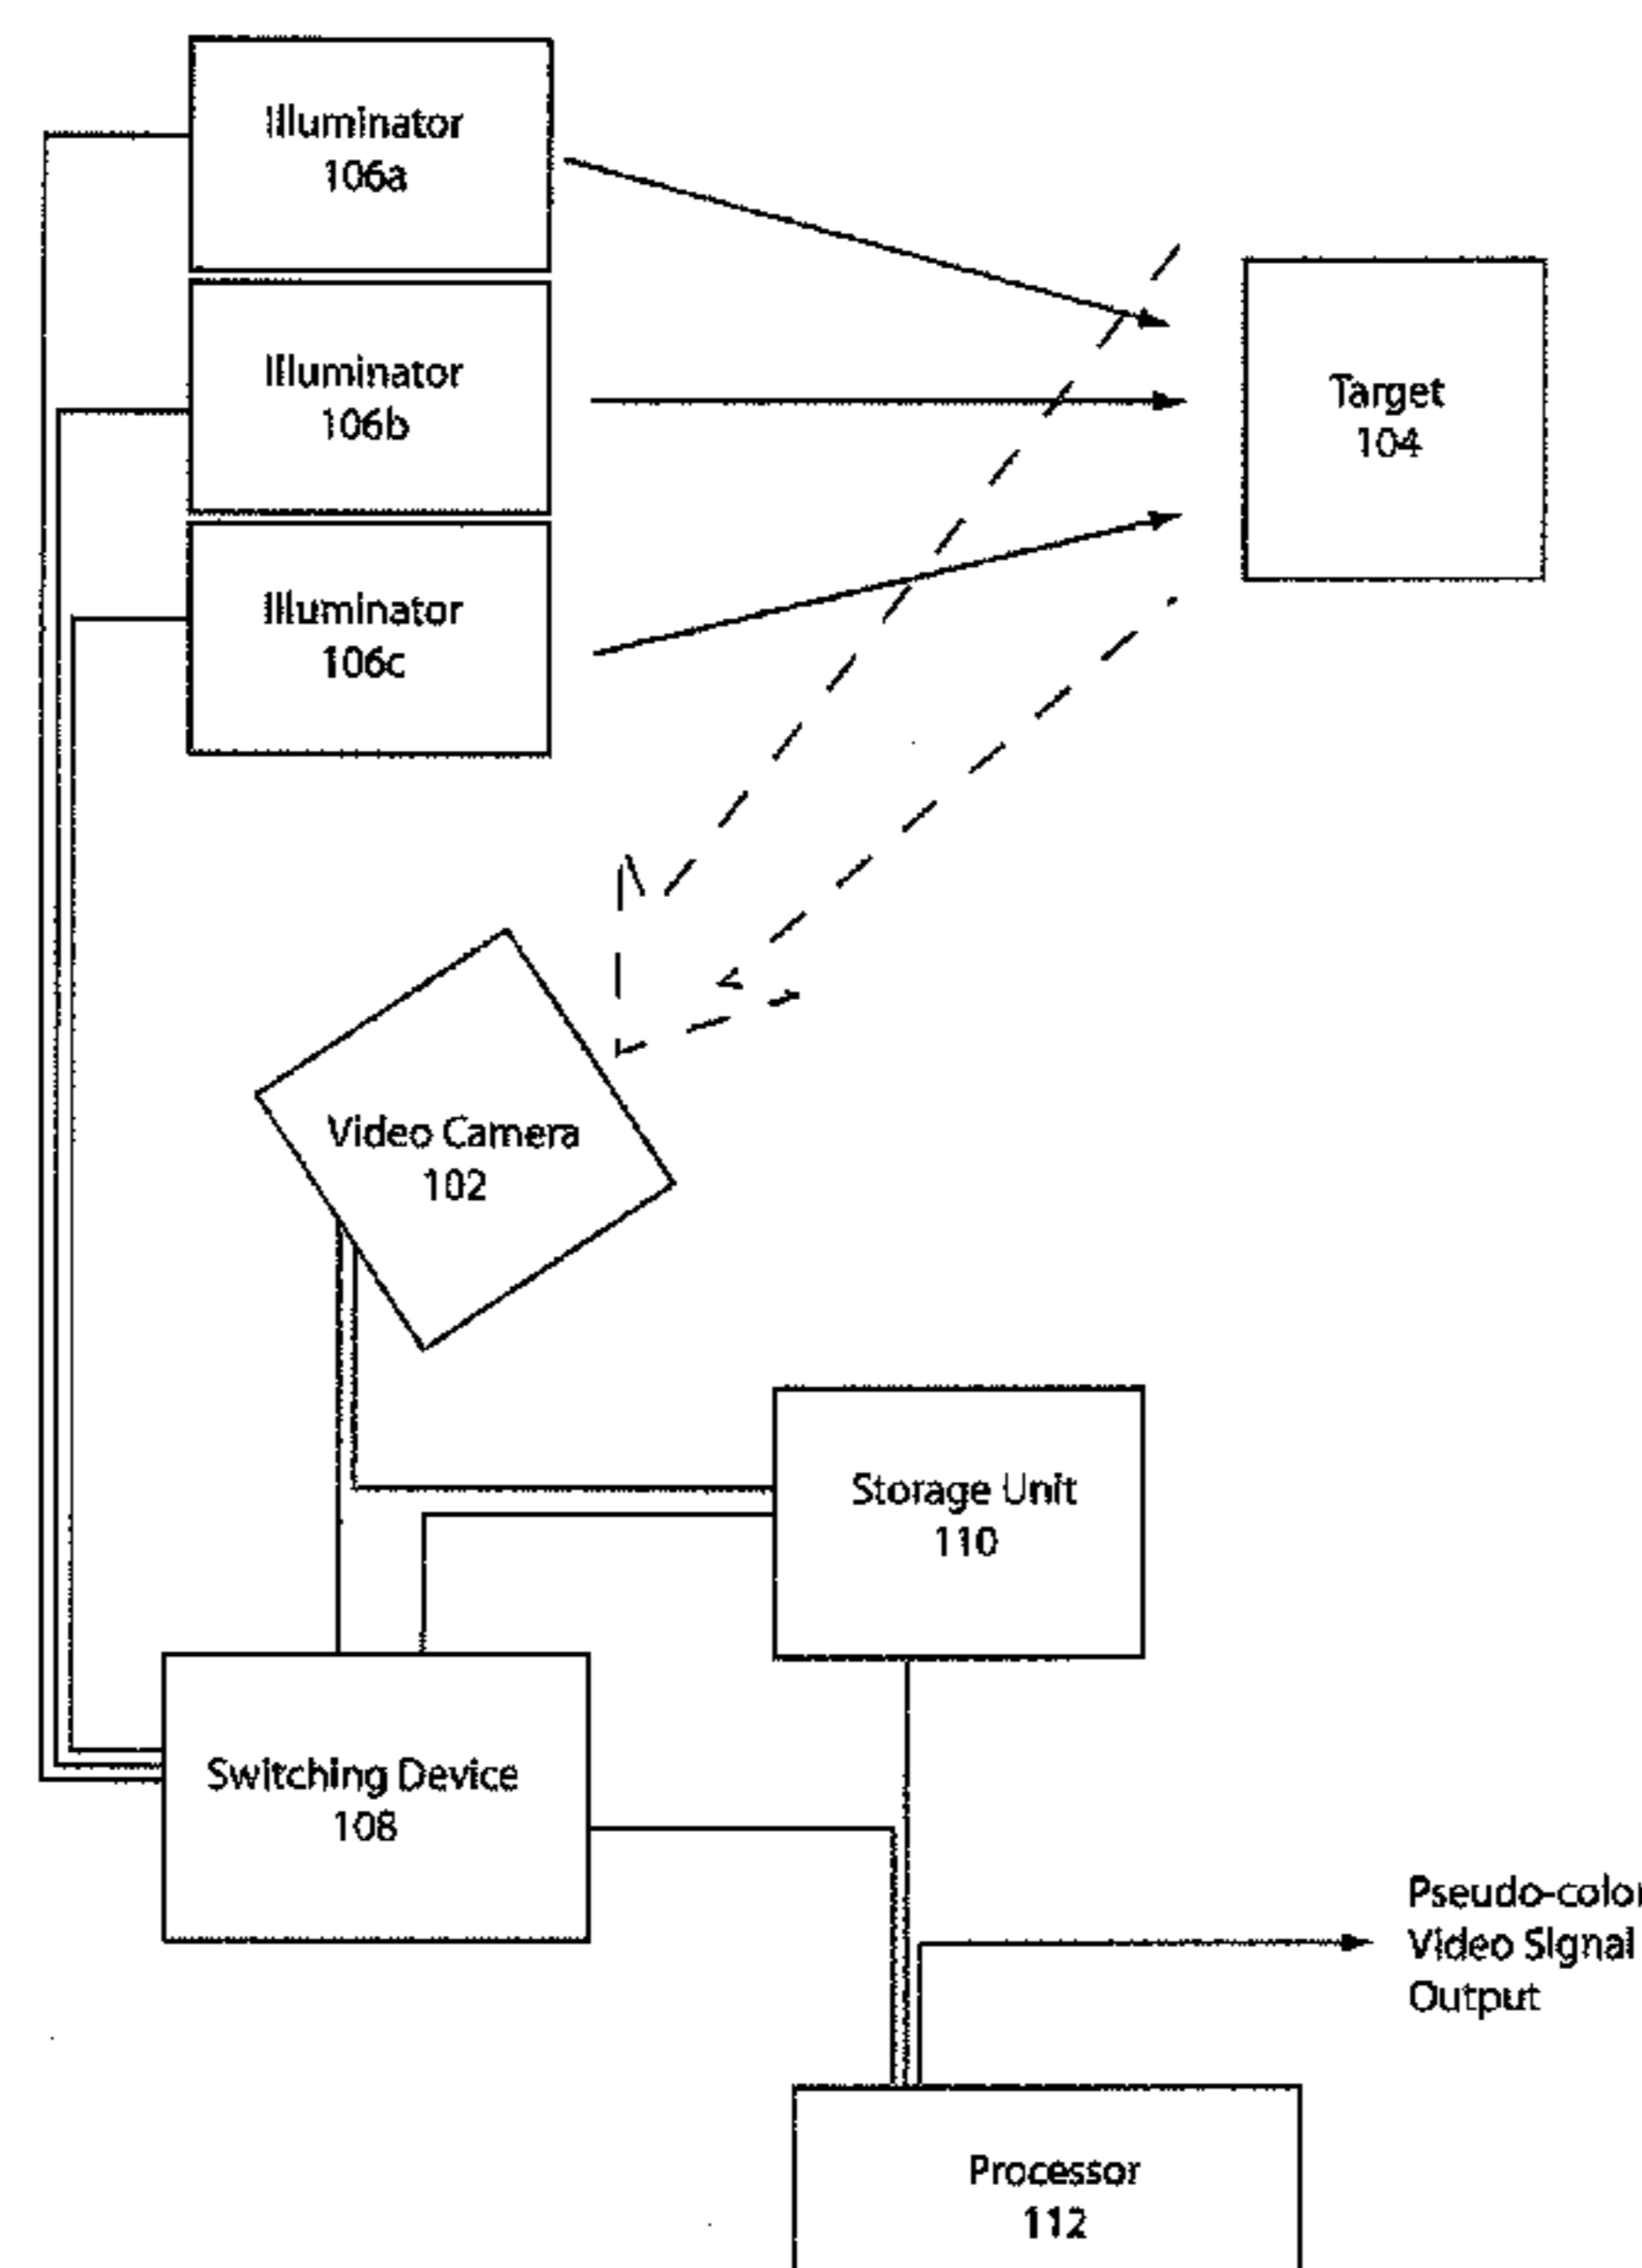 Illuminator
106a
Illuminator
106b
Target
104
Illuminator
106c
Video Camera
102
Storage Unit
110
Switching Device
108
Pseudo-color
Video Signal
Output
Processor
112